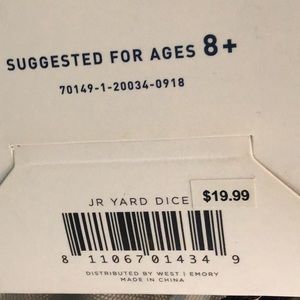 SUGGESTED FOR AGES 8+
70149-1-20034-0918
JR YARD DICE
$19.99
8 11067 01434 9
DISTRIBUTED BY WEST | EMORY
MADE IN CHINA